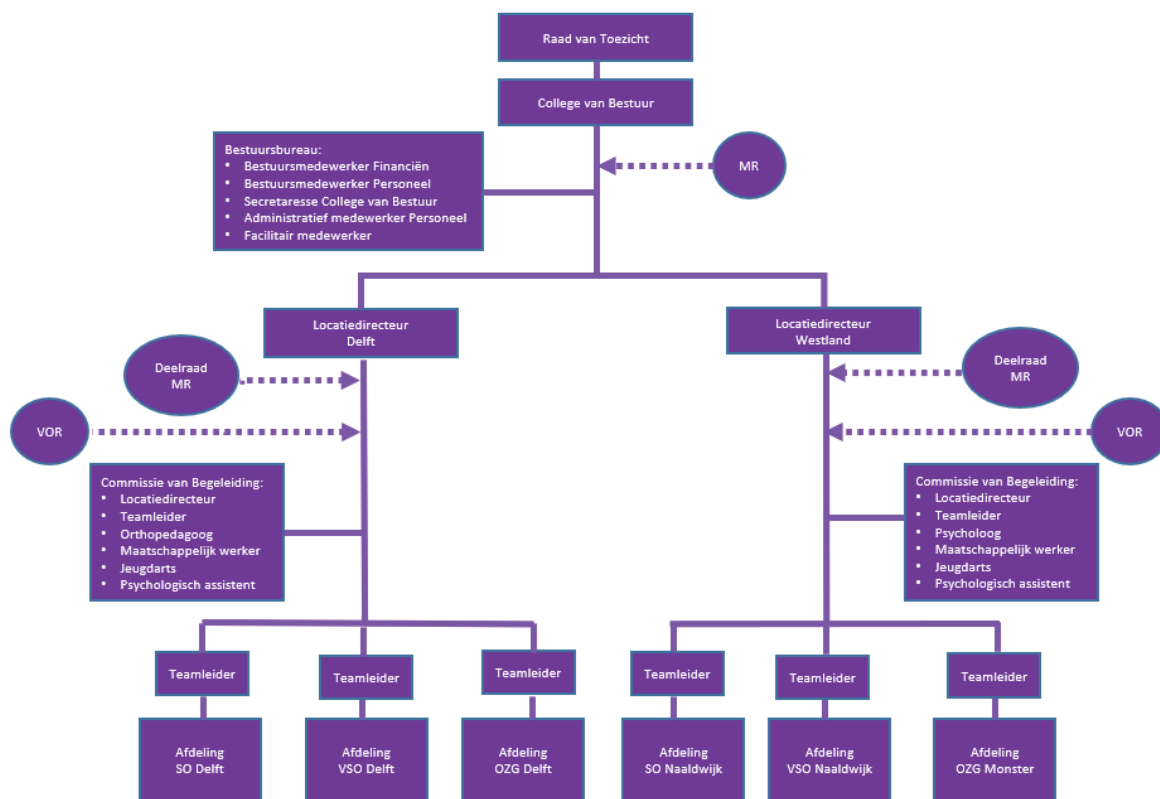 Raad van Toezicht
College van Bestuur
Bestuursbureau:
• Bestuursmedewerker Financiën
• Bestuursmedewerker Personeel
• Secretaresse College van Bestuur
• Administratief medewerker Personeel
• Facilitair medewerker
MR
Locatiedirecteur
Delft
Locatiedirecteur
Westland
Deelraad
MR
Deelraad
MR
VOR
VOR
Commissie van Begeleiding:
• Locatiedirecteur
• Teamleider
• Orthopedagoog
• Maatschappelijk werker
• Jeugdarts
• Psychologisch assistent
Commissie van Begeleiding:
• Locatiedirecteur
• Teamleider
• Psycholoog
• Maatschappelijk werker
• Jeugdarts
• Psychologisch assistent
Teamleider
Teamleider
Teamleider
Teamleider
Teamleider
Teamleider
Afdeling
SO Delft
Afdeling
VSO Delft
Afdeling
OZG Delft
Afdeling
SO Naaldwijk
Afdeling
VSO Naaldwijk
Afdeling
OZG Monster